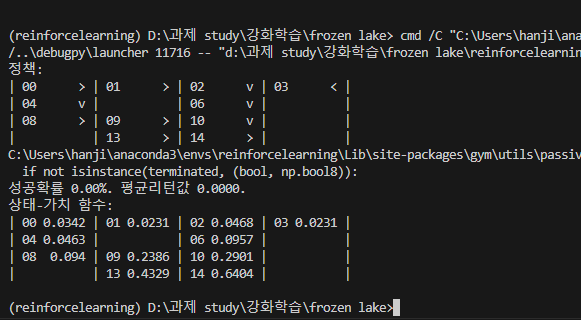 (reinforcelearning) D:\과제 study\강화학습\frozen lake> cmd /C "C:\Users\hanji\ana
/..\debugpy\launcher 11716 -- "d:\과제 study\강화학습\frozen lake\reinforcelearnin
정책:
| 00     > | 01     > | 02     v | 03     < |
| 04     v |          | 06     v |          |
| 08     > | 09     > | 10     v |          |
|          | 13     > | 14     > |          |
C:\Users\hanji\anaconda3\envs\reinforcelearning\Lib\site-packages\gym\utils\passiv
  if not isinstance(terminated, (bool, np.bool8)):
성공확률 0.00%. 평균리턴값 0.0000.
상태-가치 함수:
| 00 0.0342 | 01 0.0231 | 02 0.0468 | 03 0.0231 |
| 04 0.0463 |           | 06 0.0957 |           |
| 08  0.094 | 09 0.2386 | 10 0.2901 |           |
|           | 13 0.4329 | 14 0.6404 |           |
(reinforcelearning) D:\과제 study\강화학습\frozen lake>